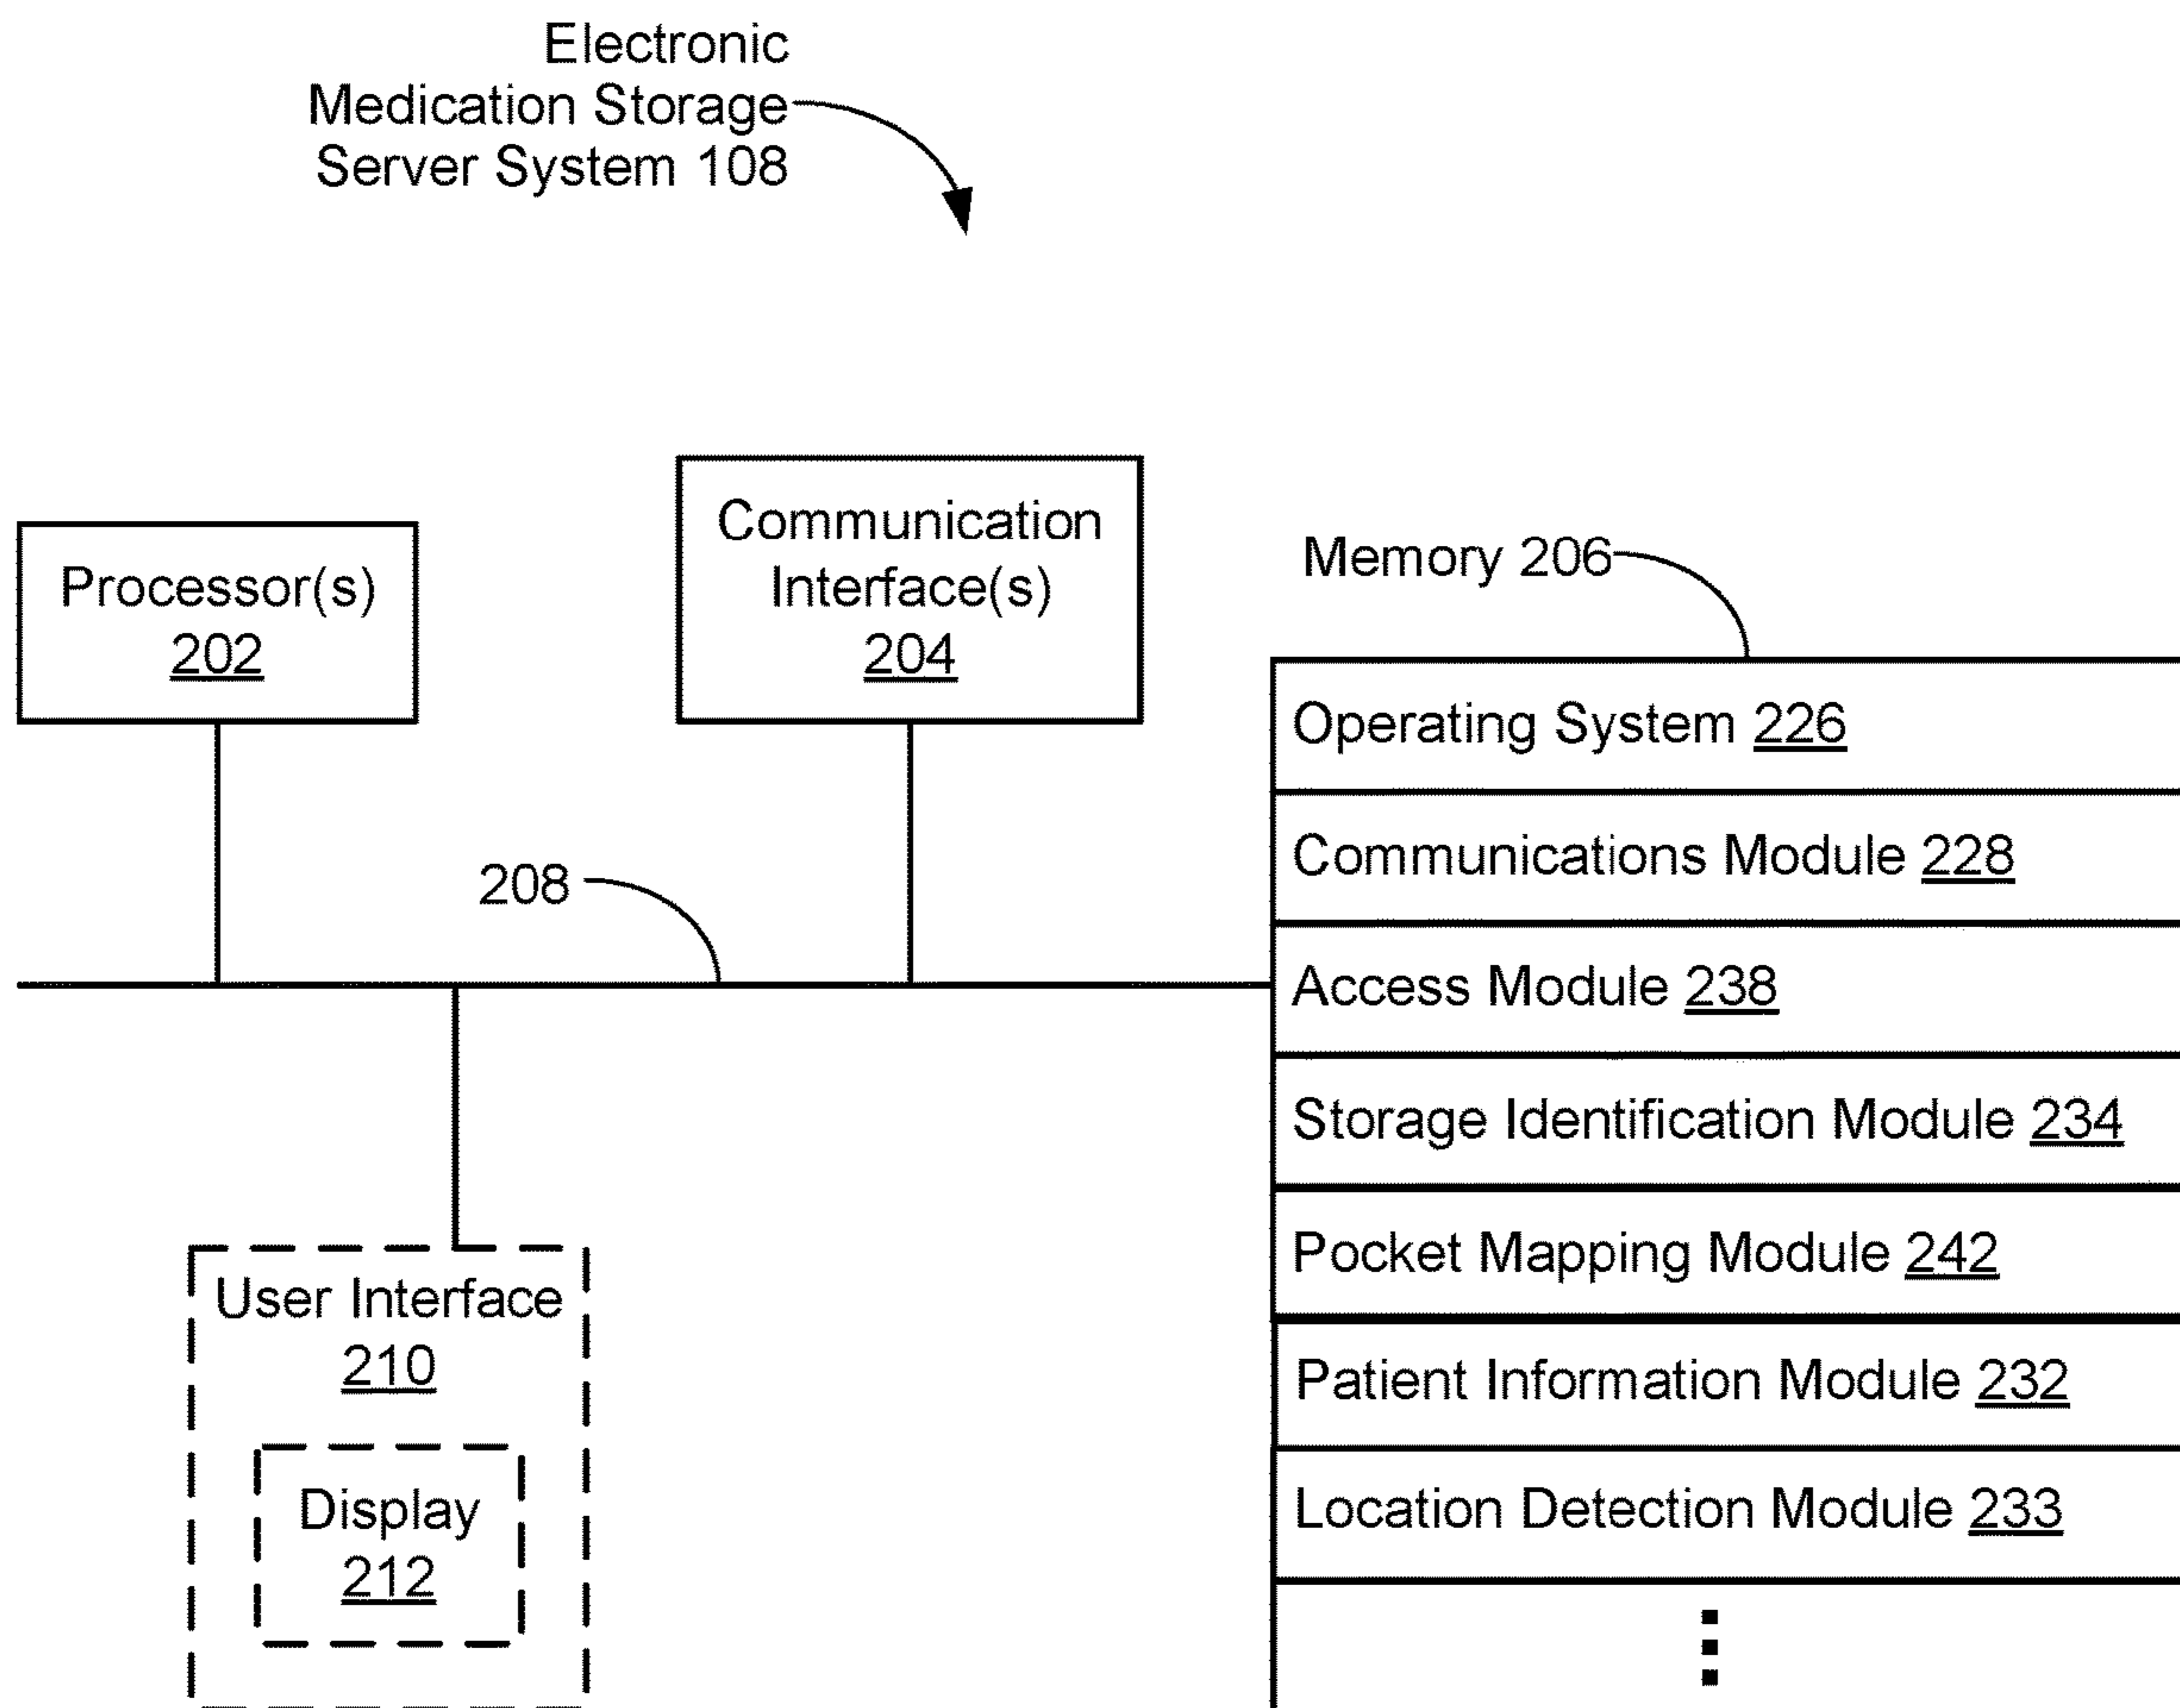 Electronic
Medication Storage
Server System 108
Communication
Interface(s)
204
Processor(s)
202
Memory 206
208
Operating System 226
Communications Module 228
Access Module 238
Storage Identification Module 234
Pocket Mapping Module 242
Patient Information Module 232
Location Detection Module 233
User Interface
210
Display
212